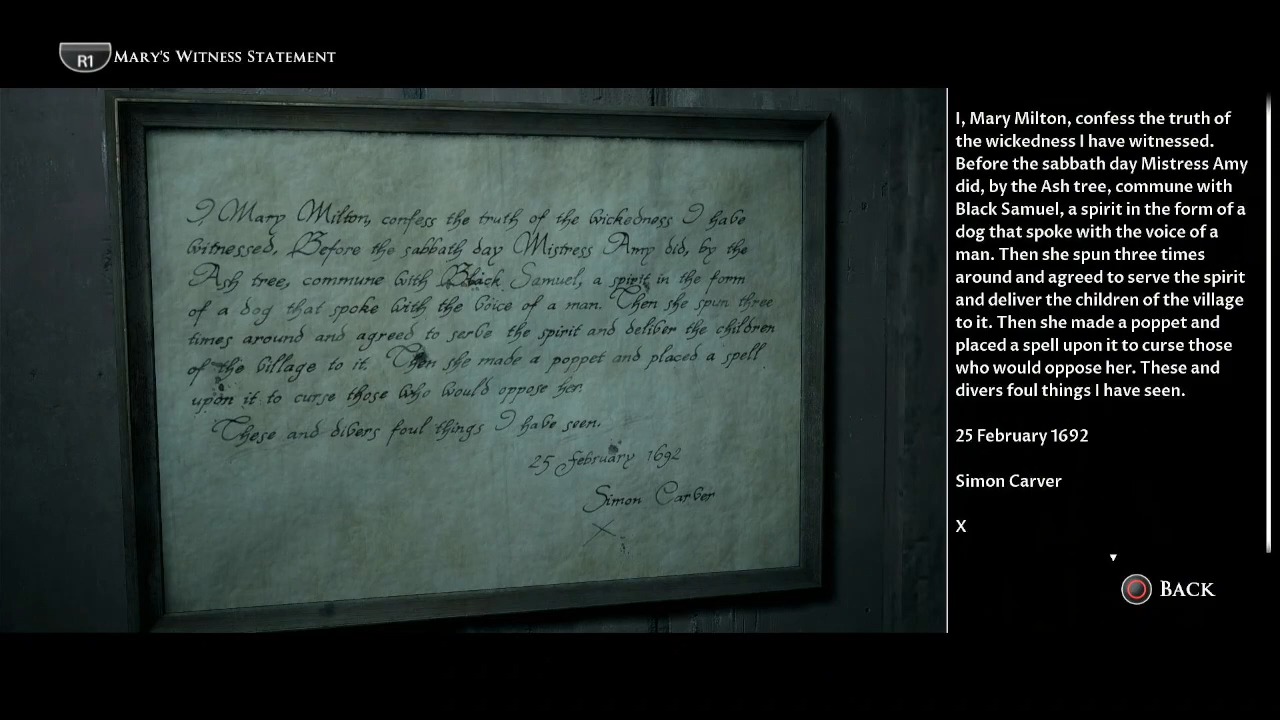 R1 MARY'S WITNESS STATEMENT
I Mary Milton, confess the truth of the wickedness I have
witnessed. Before the sabbath day Mistress Amy did, by the
Ash tree, commune with Black Samuel, a spirit in the form
of a dog that spoke with the voice of a man. Then she spun three
times around and agreed to serve the spirit and deliver the children
of the village to it. Then she made a poppet and placed a spell
upon it to curse those who would oppose her.
These and divers foul things I have seen.
25 February 1692
Simon Carver
X
I, Mary Milton, confess the truth of
the wickedness I have witnessed.
Before the sabbath day Mistress Amy
did, by the Ash tree, commune with
Black Samuel, a spirit in the form of a
dog that spoke with the voice of a
man. Then she spun three times
around and agreed to serve the spirit
and deliver the children of the village
to it. Then she made a poppet and
placed a spell upon it to curse those
who would oppose her. These and
divers foul things I have seen.
25 February 1692
Simon Carver
X
BACK